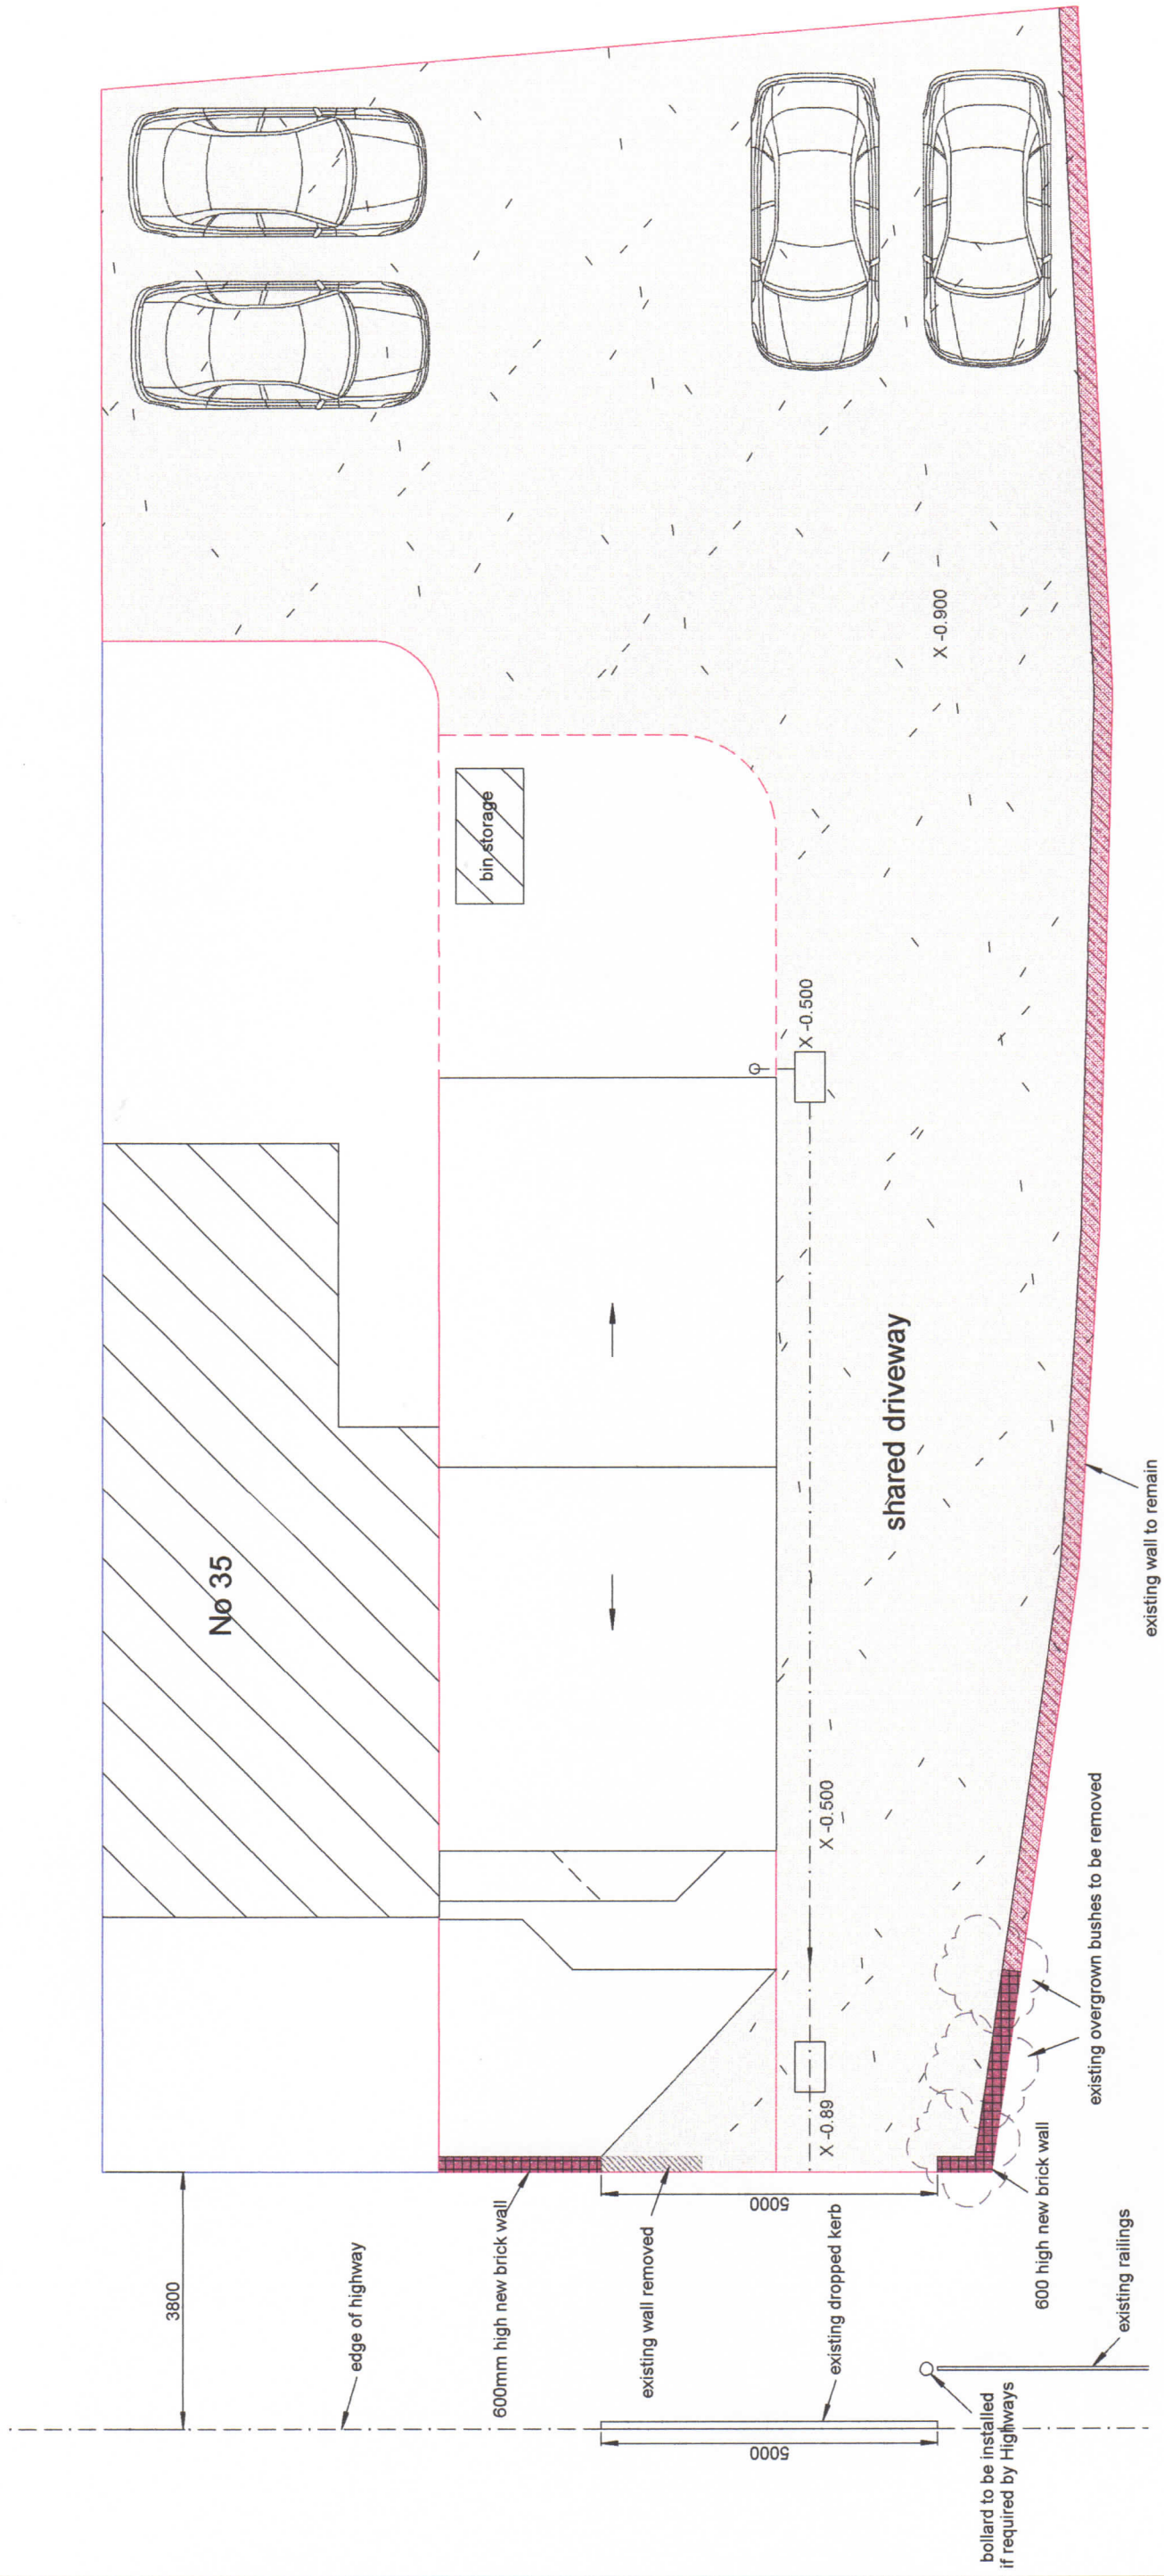 No 35
bin storage
shared driveway
X -0.900
X -0.500
X -0.500
X -0.89
3800
edge of highway
600mm high new brick wall
existing wall removed
5000
existing dropped kerb
5000
bollard to be installed
if required by Highways
existing railings
600 high new brick wall
existing overgrown bushes to be removed
existing wall to remain